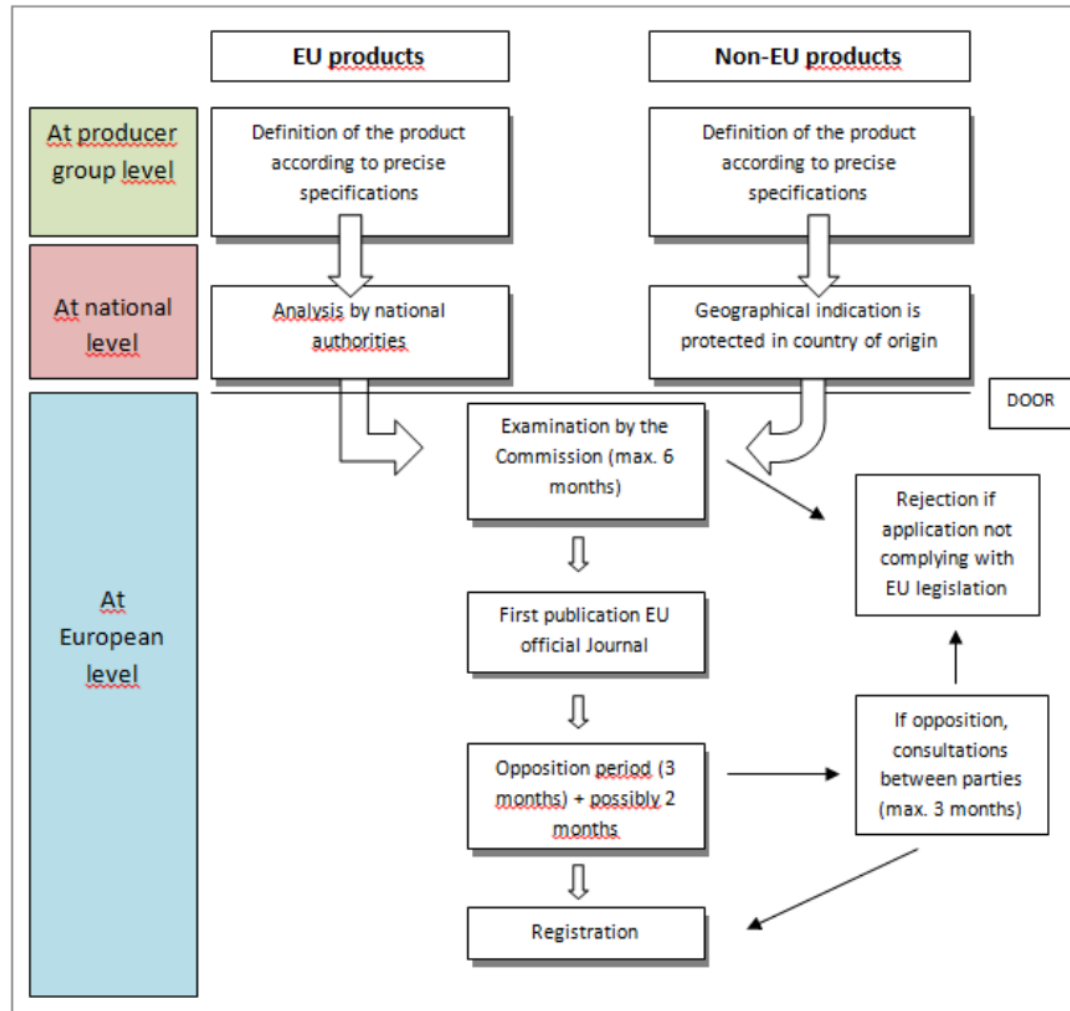 EU products
Non-EU products
At producer
group level
Definition of the product
according to precise
specifications
Definition of the product
according to precise
specifications
At national
level
Analysis by national
authorities
Geographical indication is
protected in country of origin
DOOR
At
European
level
Examination by the
Commission (max. 6
months)
Rejection if
application not
complying with
EU legislation
First publication EU
official Journal
If opposition,
consultations
between parties
(max. 3 months)
Opposition period (3
months) + possibly 2
months
Registration